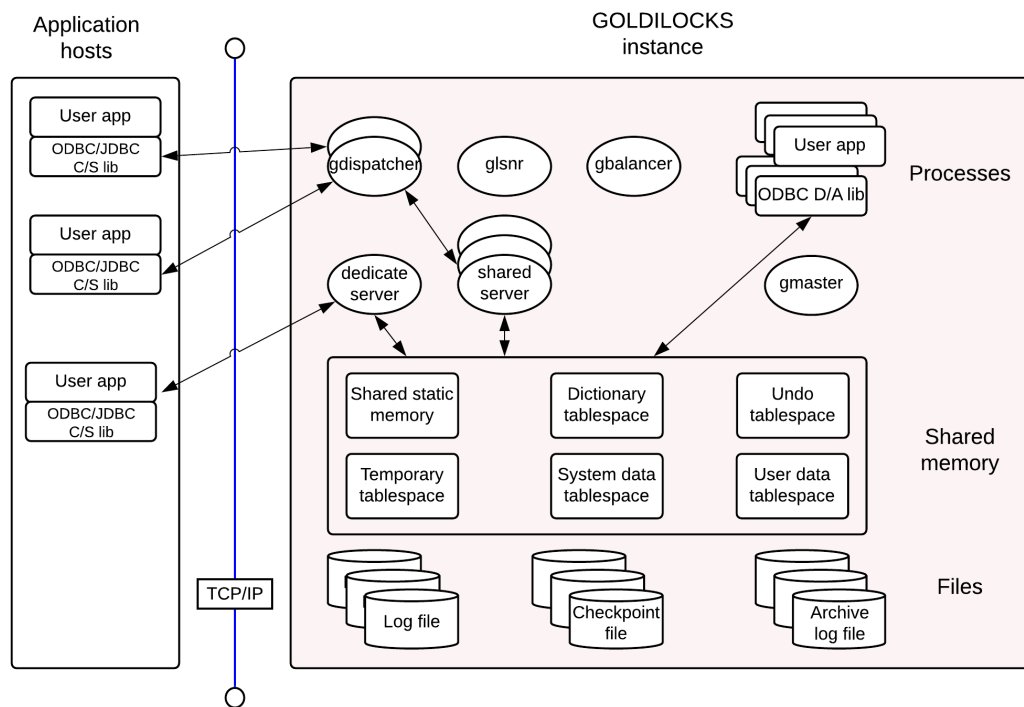 Application
hosts
GOLDILOCKS
instance
User app
ODBC/JDBC
C/S lib
User app
ODBC/JDBC
C/S lib
User app
ODBC/JDBC
C/S lib
TCP/IP
gdispatcher
glsnr
gbalancer
User app
ODBC D/A lib
Processes
dedicate
server
shared
server
gmaster
Shared static
memory
Dictionary
tablespace
Undo
tablespace
Temporary
tablespace
System data
tablespace
User data
tablespace
Shared
memory
Log file
Checkpoint
file
Archive
log file
Files